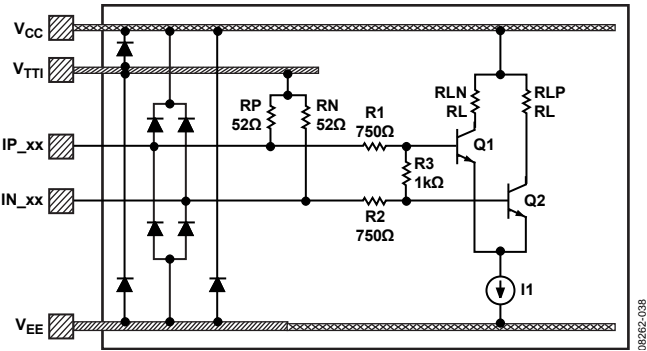 VCC
VTTI
RP
52Ω
RN
52Ω
R1
750Ω
RLN
RL
RLP
RL
IP_xx
Q1
R3
1kΩ
IN_xx
Q2
R2
750Ω
I1
VEE
08262-038